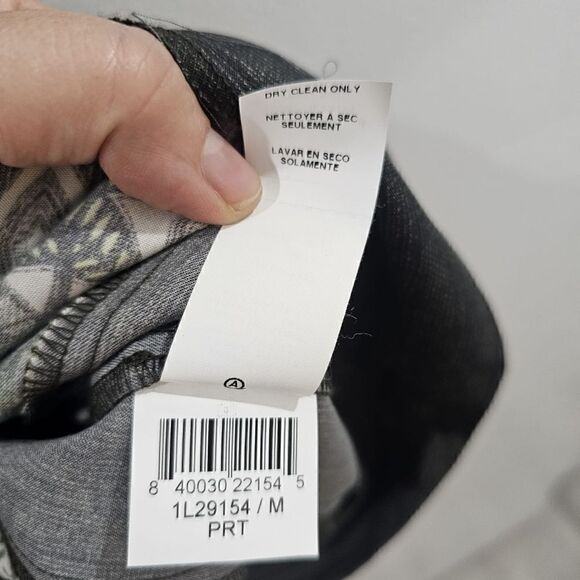 DRY CLEAN ONLY
NETTOYER À SEC
SEULEMENT
LAVAR EN SECO
SOLAMENTE
A
8 40030 22154 5
1L29154 / M
PRT